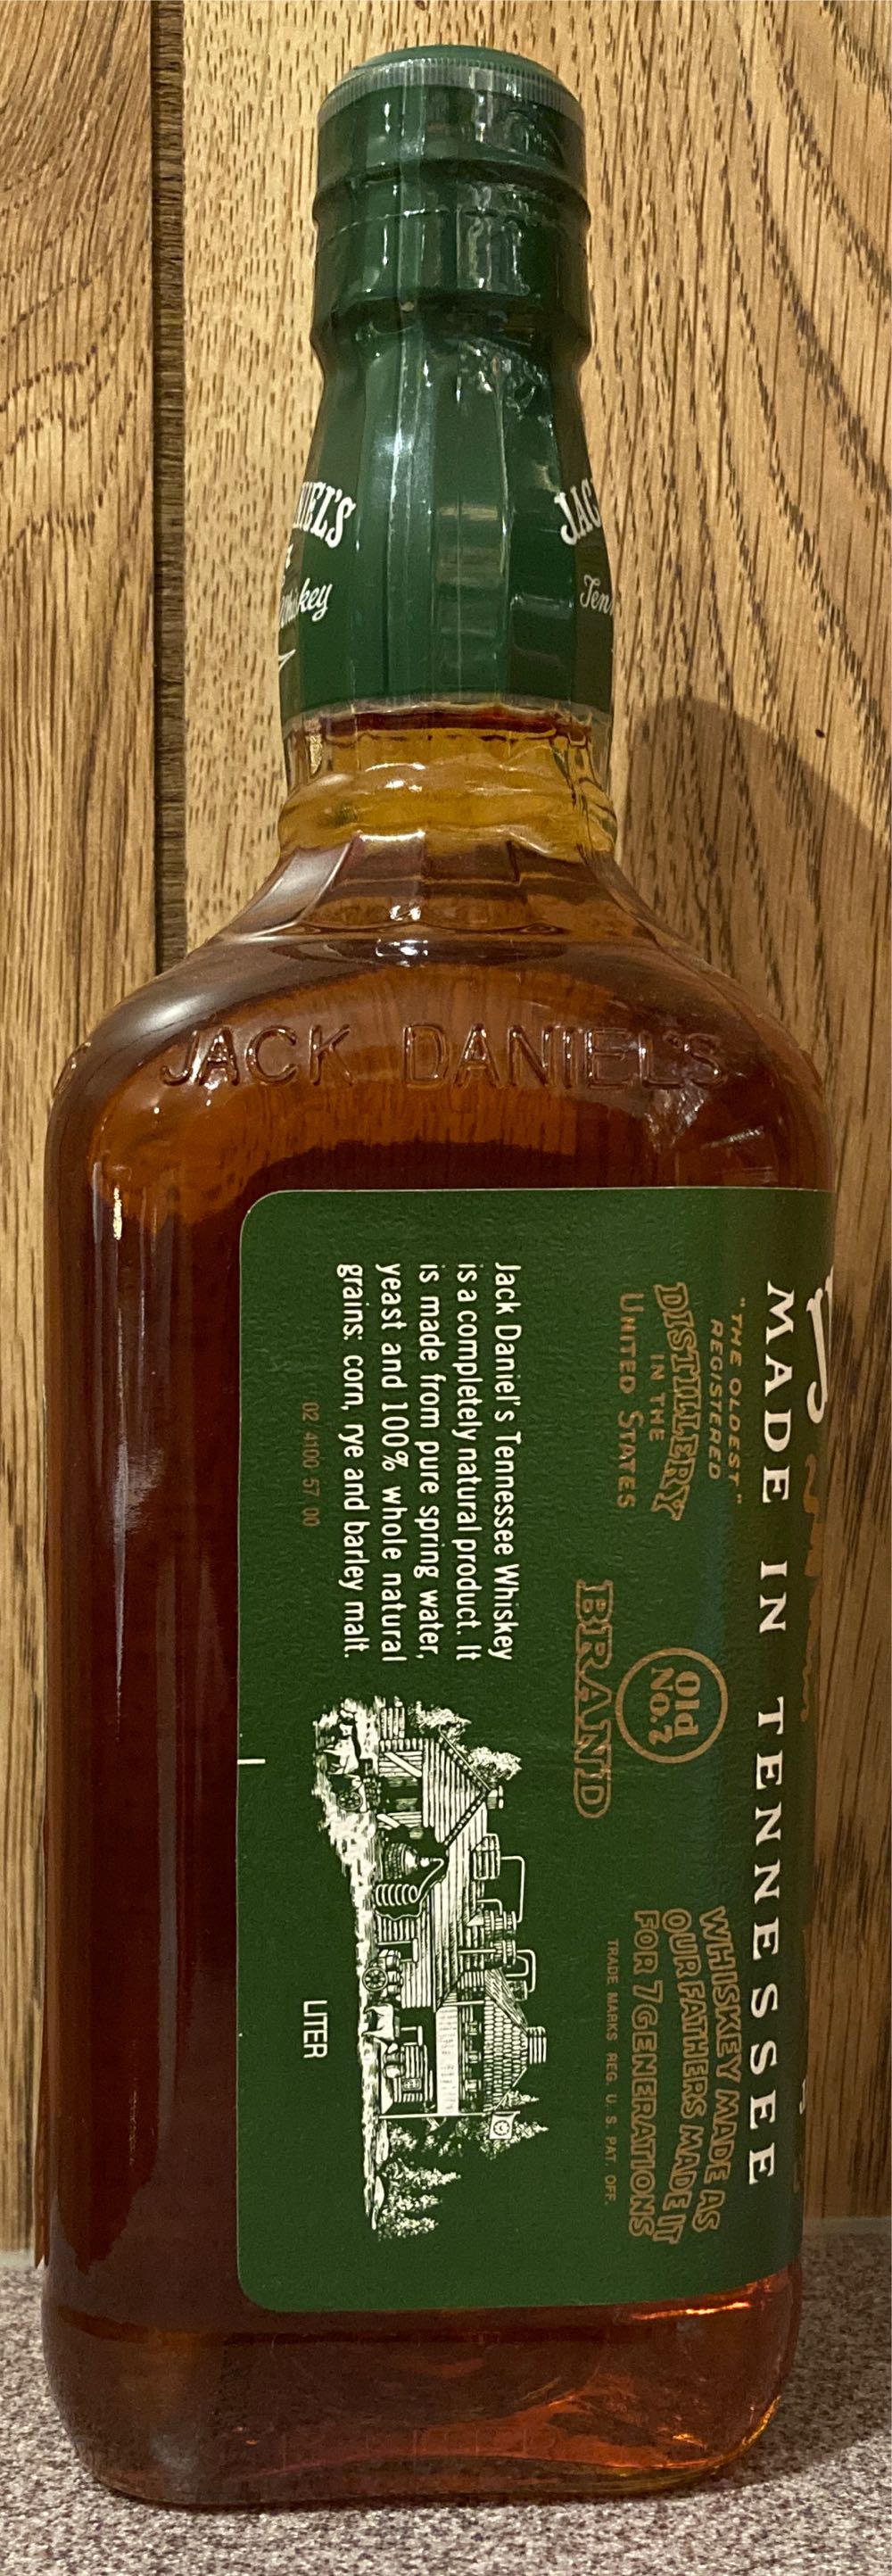 NIEL'S
Whiskey
JAC
Tenn
JACK DANIEL'S
MADE IN TENNESSEE
"THE OLDEST"
REGISTERED
DISTILLERY
IN THE
UNITED STATES
Old
No.7
BRAND
WHISKEY MADE AS
OUR FATHERS MADE IT
FOR 7 GENERATIONS
TRADE MARKS REG. U. S. PAT. OFF.
Jack Daniel's Tennessee Whiskey
is a completely natural product. It
is made from pure spring water,
yeast and 100% whole natural
grains: corn, rye and barley malt.
02 4100 57 00
LITER